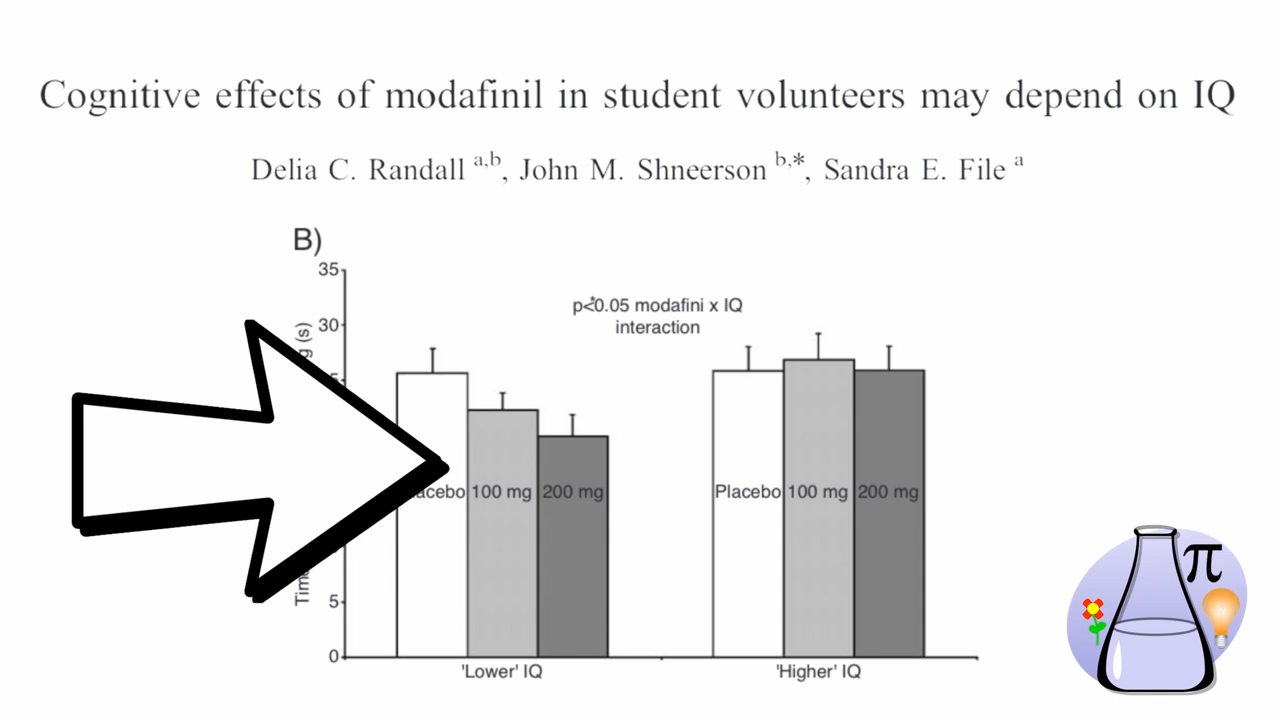 Cognitive effects of modafinil in student volunteers may depend on IQ
Delia C. Randall a,b, John M. Shneerson b,*, Sandra E. File a
B)
35
30
p<0.05 modafini x IQ
*
interaction
Placebo 100 mg 200 mg
100 mg 200 mg
5
0
'Lower' IQ 'Higher' IQ
π